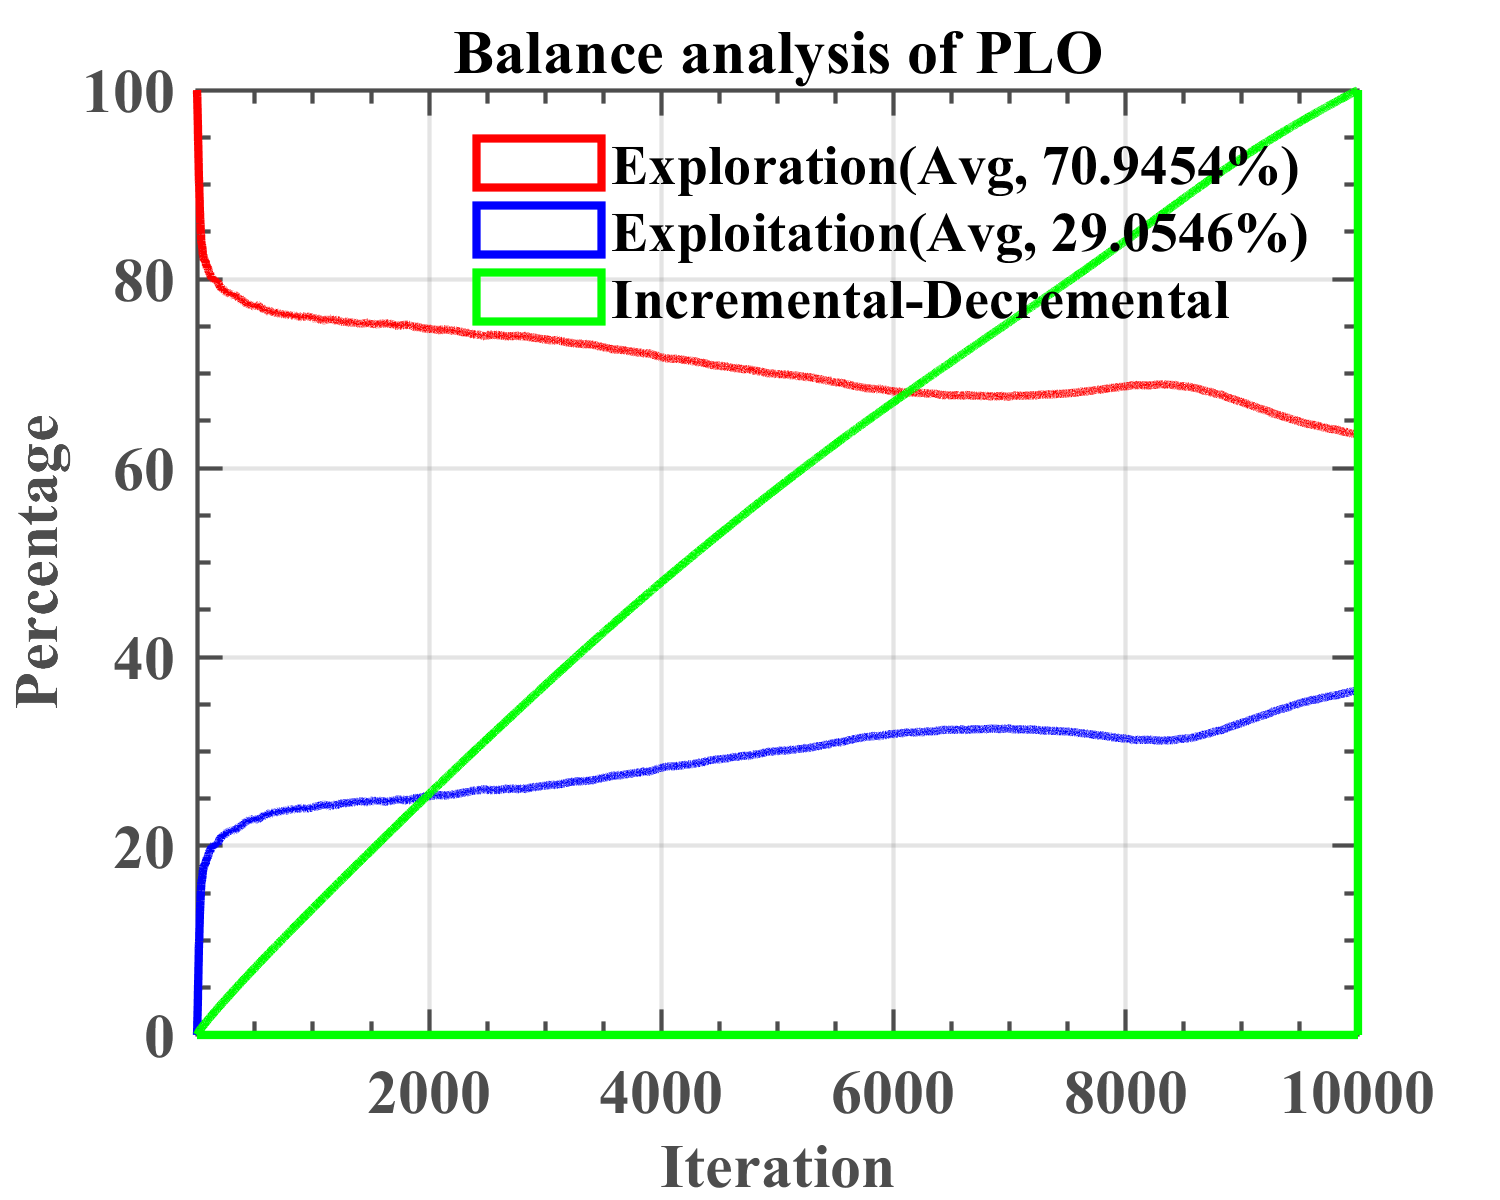 Balance analysis of PLO
Exploration(Avg, 70.9454%)
Exploitation(Avg, 29.0546%)
Incremental-Decremental
Percentage
100
80
60
40
20
0
2000 4000 6000 8000 10000
Iteration